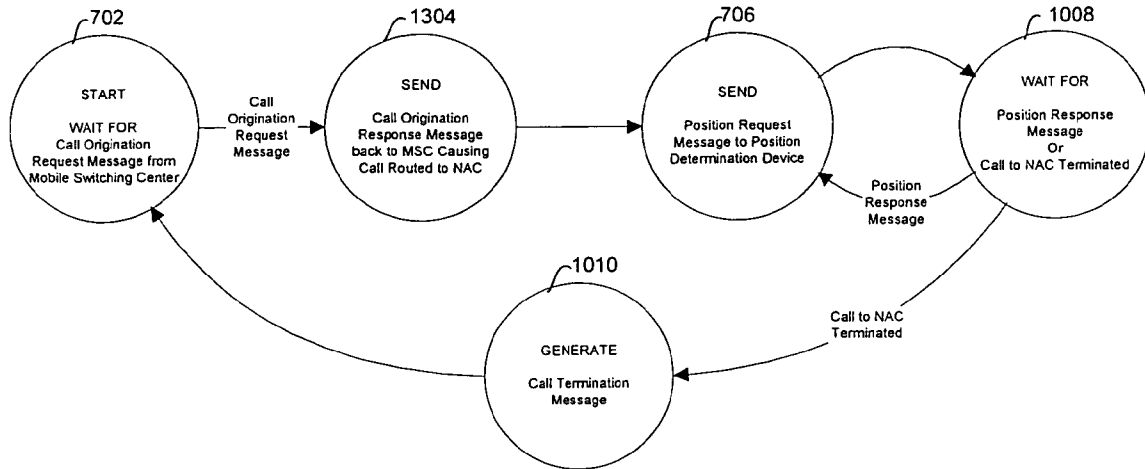 702
1304
706
1008
START
WAIT FOR
Call Origination
Request Message from
Mobile Switching Center
Call
Origination
Request
Message
SEND
Call Origination
Response Message
back to MSC Causing
Call Routed to NAC
SEND
Position Request
Message to Position
Determination Device
WAIT FOR
Position Response
Message
Or
Call to NAC Terminated
Position
Response
Message
1010
GENERATE
Call Termination
Message
Call to NAC
Terminated